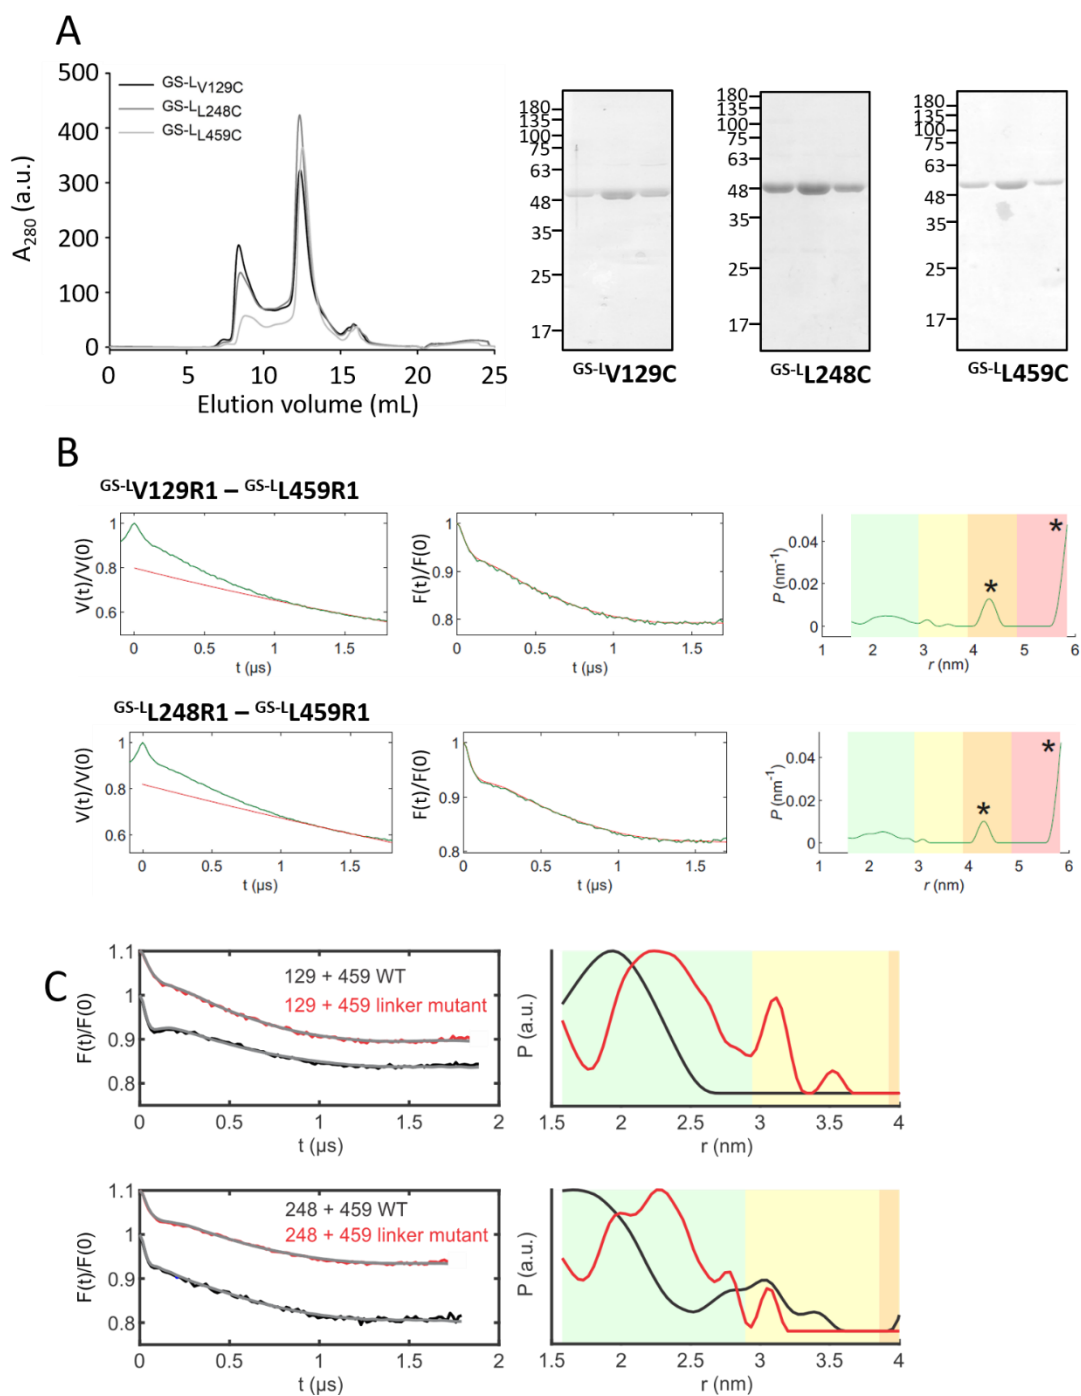 A
500
400
300
200
100
0
A280 (a.u.)
GS-LV129C
GS-LL248C
GS-LL459C
0 5 10 15 20 25
Elution volume (mL)
180
135
100
75
63
48
35
25
17
GS-LV129C
180
135
100
75
63
48
35
25
17
GS-LL248C
180
135
100
75
63
48
35
25
17
GS-LL459C
B
GS-LV129R1 – GS-LL459R1
V(t)/V(0)
1
0.8
0.6
0 0.5 1 1.5
t (µs)
F(t)/F(0)
1
0.9
0.8
0 0.5 1 1.5
t (µs)
P (nm-1)
0.04
0.02
0
* *
1 2 3 4 5 6
r (nm)
GS-LL248R1 – GS-LL459R1
V(t)/V(0)
1
0.8
0.6
0 0.5 1 1.5
t (µs)
F(t)/F(0)
1
0.9
0.8
0 0.5 1 1.5
t (µs)
P (nm-1)
0.04
0.02
0
* *
1 2 3 4 5 6
r (nm)
C
F(t)/F(0)
1.1
1
0.9
0.8
129 + 459 WT
129 + 459 linker mutant
0 0.5 1 1.5 2
t (µs)
P (a.u.)
1.5 2 2.5 3 3.5 4
r (nm)
F(t)/F(0)
1.1
1
0.9
0.8
248 + 459 WT
248 + 459 linker mutant
0 0.5 1 1.5 2
t (µs)
P (a.u.)
1.5 2 2.5 3 3.5 4
r (nm)